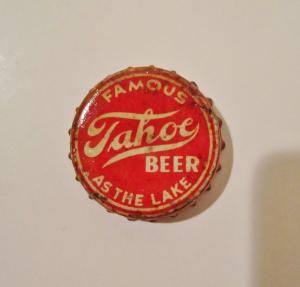 FAMOUS
Tahoe
BEER
AS THE LAKE